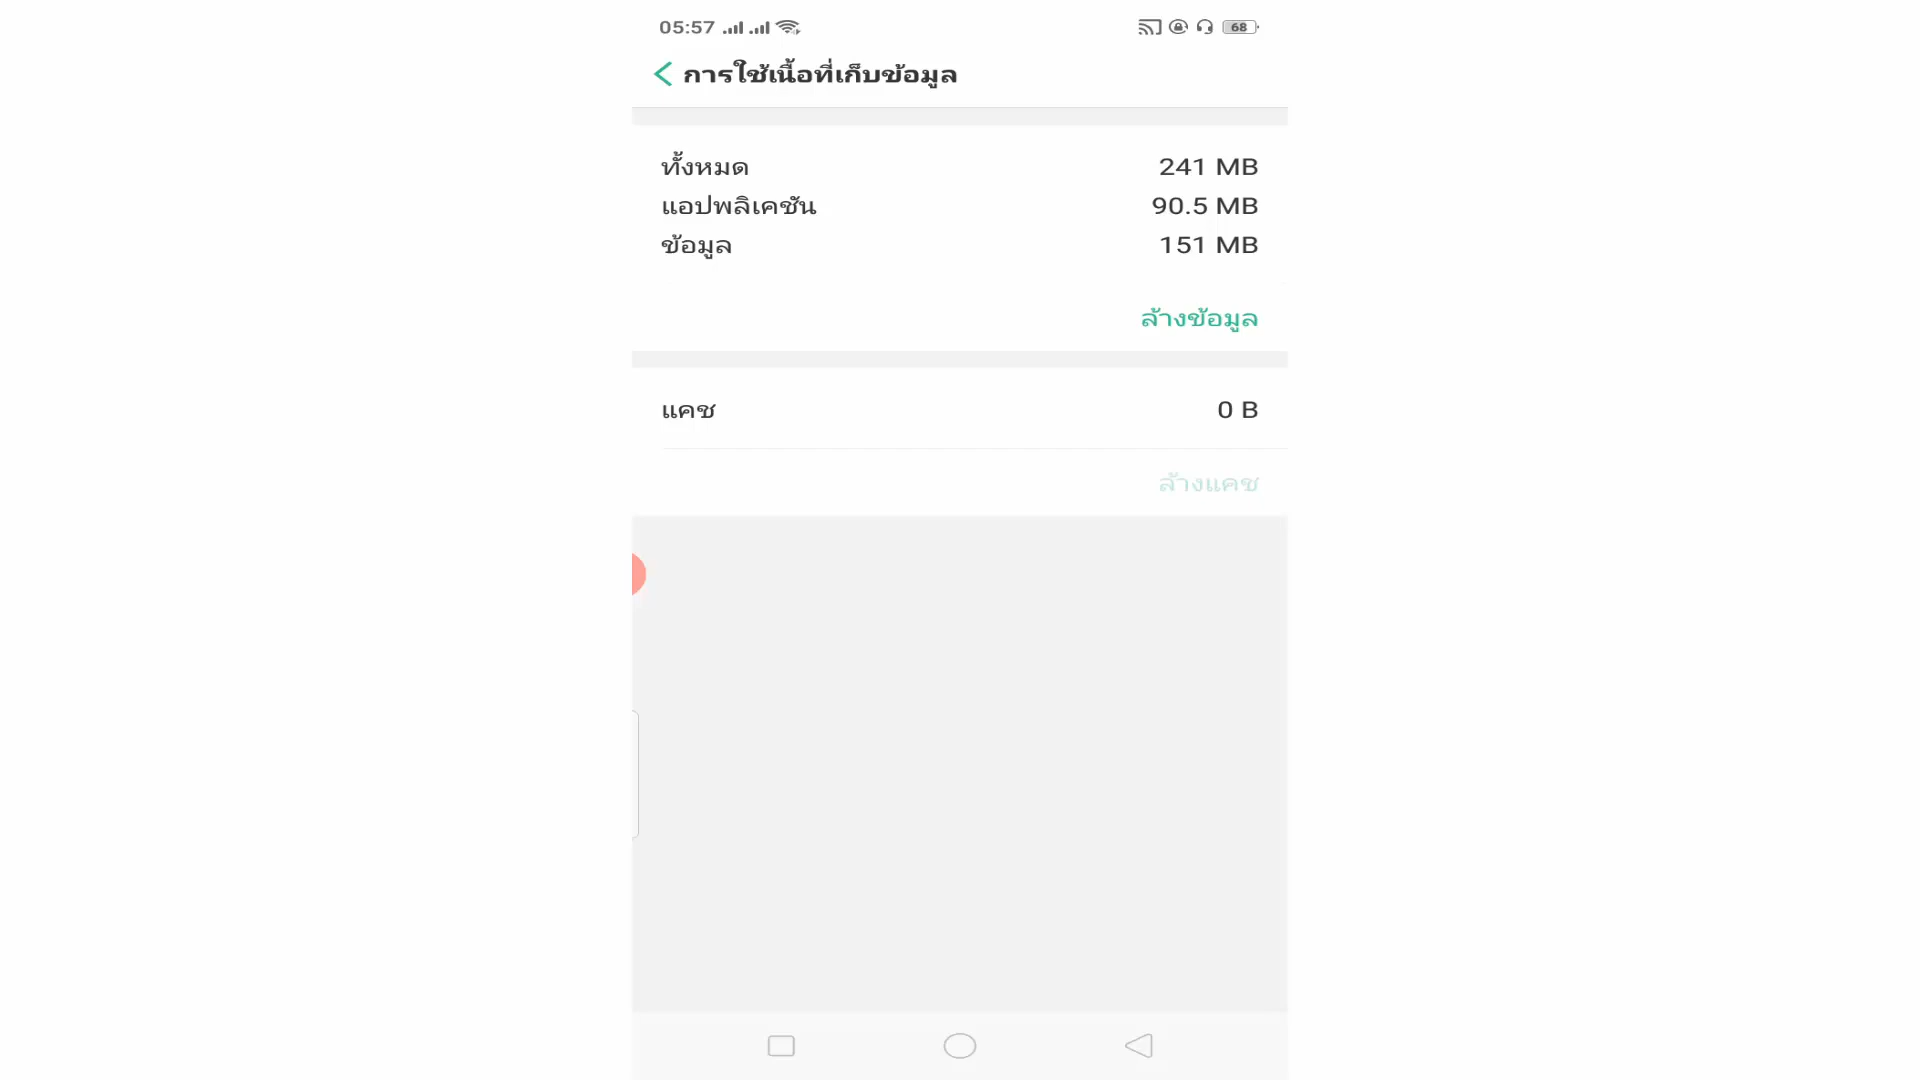 05:57 68
การใช้เนื้อที่เก็บข้อมูล
ทั้งหมด 241 MB
แอปพลิเคชัน 90.5 MB
ข้อมูล 151 MB
ล้างข้อมูล
แคช 0 B
ล้างแคช